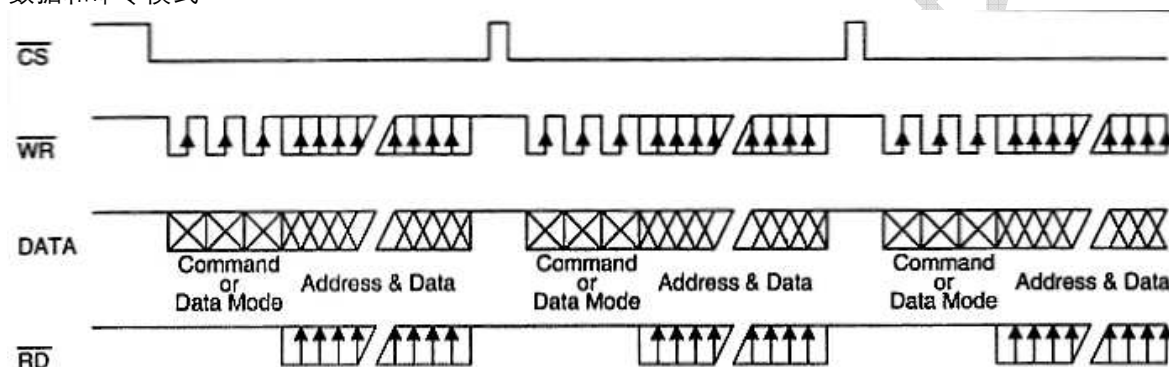 数据和命令模式
CS
WR
DATA
Command
or
Data Mode
Address & Data
Command
or
Data Mode
Address & Data
Command
or
Data Mode
Address & Data
RD